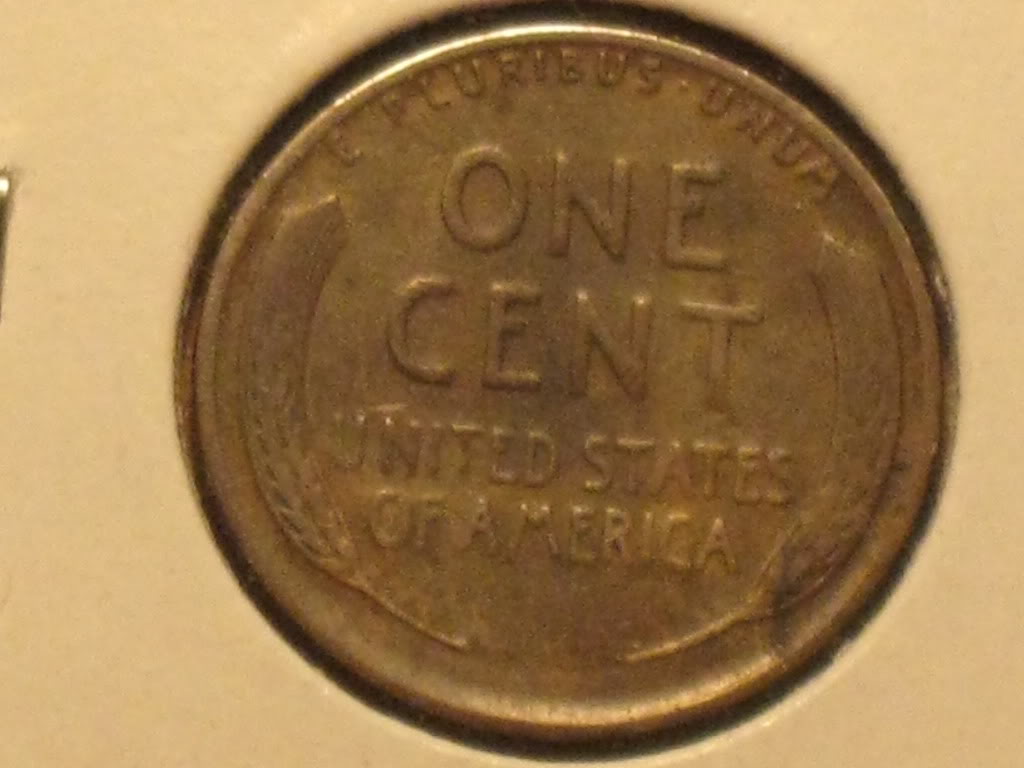 E PLURIBUS · UNUM
ONE
CENT
UNITED STATES
OF AMERICA